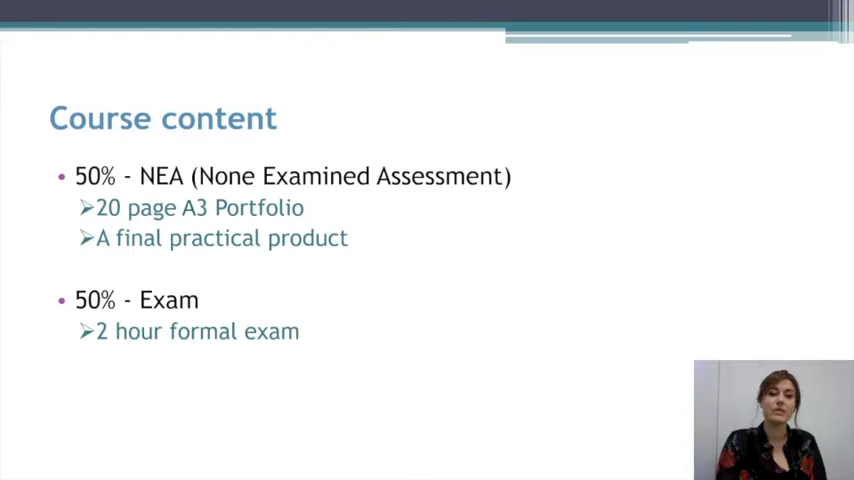 Course content
• 50% - NEA (None Examined Assessment)
➢20 page A3 Portfolio
➢A final practical product
• 50% - Exam
➢2 hour formal exam